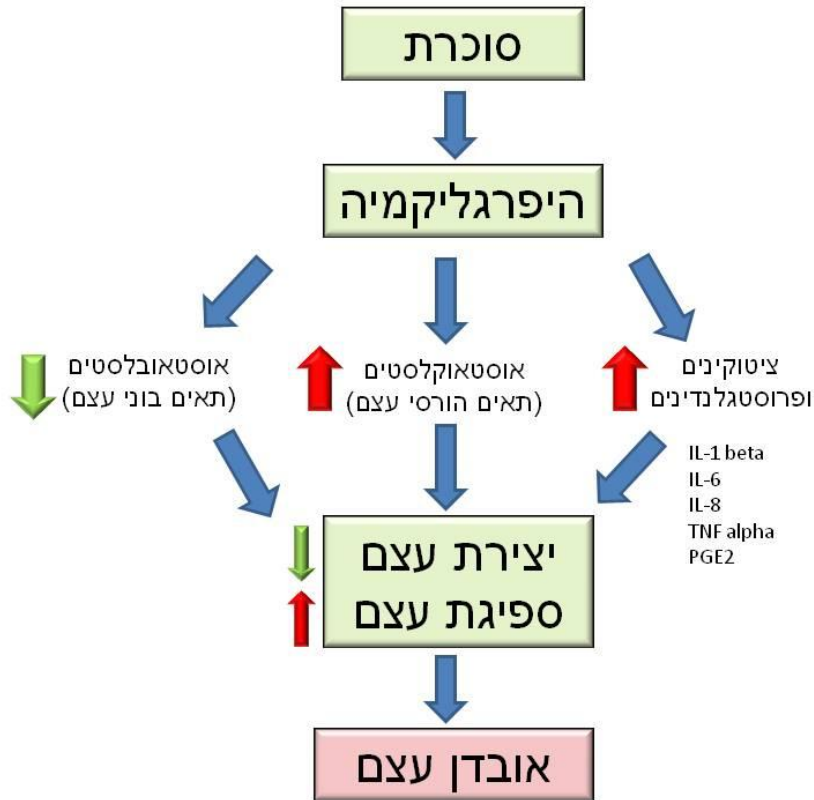 סוכרת
היפרגליקמיה
ציטוקינים
ופרוסטגלנדינים
IL-1 beta
IL-6
IL-8
TNF alpha
PGE2
אוסטאוקלסטים
(תאים הורסי עצם)
אוסטאובלסטים
(תאים בוני עצם)
יצירת עצם
ספיגת עצם
אובדן עצם